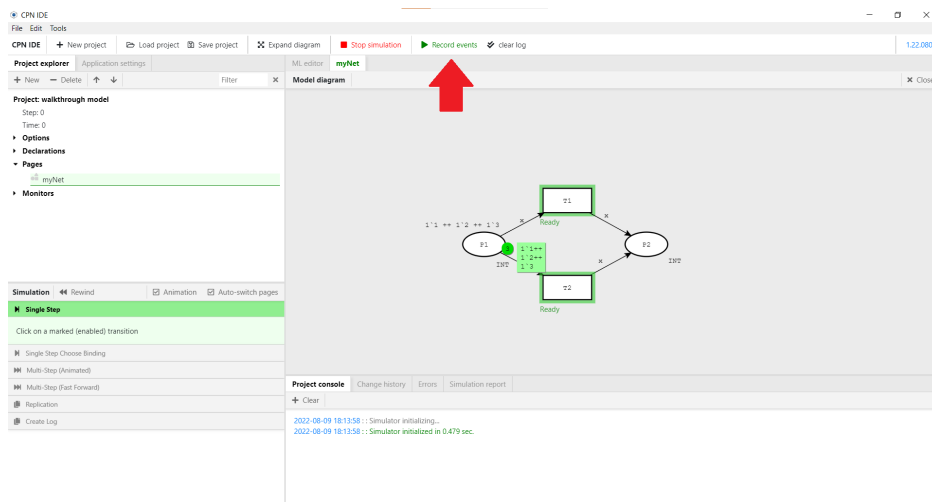 CPN IDE
File Edit Tools
CPN IDE + New project Load project Save project Expand diagram Stop simulation Record events clear log 1.22.080
Project explorer Application settings
ML editor myNet
+ New − Delete Filter ×
Model diagram × Close
Project: walkthrough model
Step: 0
Time: 0
Options
Declarations
Pages
myNet
Monitors
T1
Ready
1`1 ++ 1`2 ++ 1`3
x
x
P1
3
1`1++
1`2++
1`3
INT
P2
INT
x
T2
Ready
Simulation Rewind Animation Auto-switch pages
Single Step
Click on a marked (enabled) transition
Single Step Choose Binding
Multi-Step (Animated)
Multi-Step (Fast Forward)
Replication
Create Log
Project console Change history Errors Simulation report
+ Clear
2022-08-09 18:13:58 : : Simulator initializing...
2022-08-09 18:13:58 : : Simulator initialized in 0.479 sec.